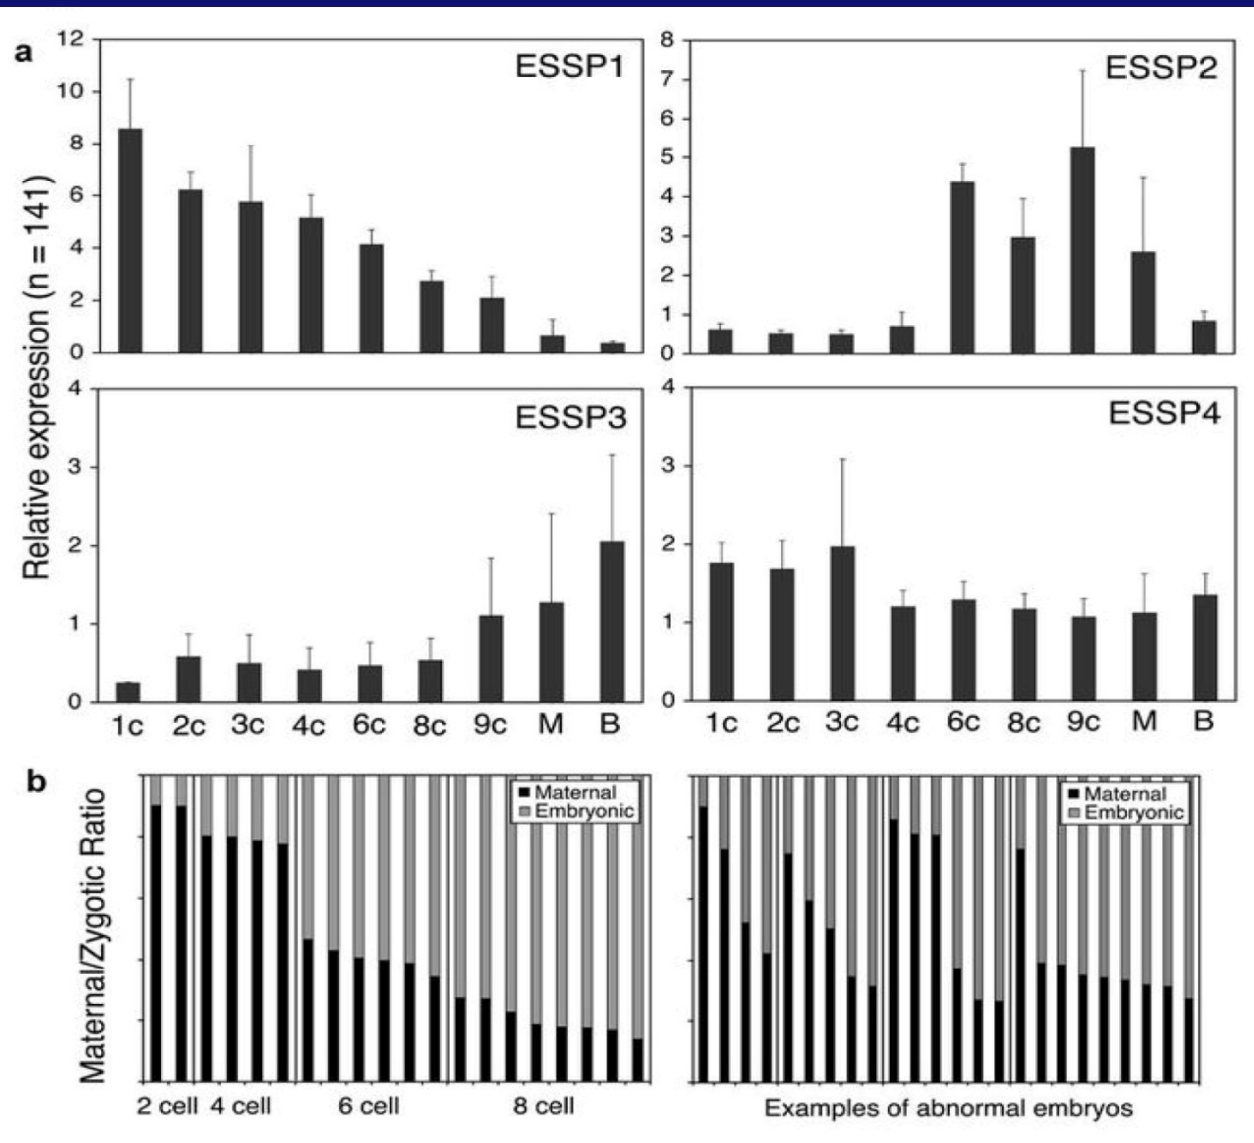 a
Relative expression (n = 141)
ESSP1
12
10
8
6
4
2
0
ESSP2
8
7
6
5
4
3
2
1
0
ESSP3
4
3
2
1
0
1c 2c 3c 4c 6c 8c 9c M B
ESSP4
4
3
2
1
0
1c 2c 3c 4c 6c 8c 9c M B
b
Maternal/Zygotic Ratio
Maternal
Embryonic
2 cell 4 cell 6 cell 8 cell
Maternal
Embryonic
Examples of abnormal embryos